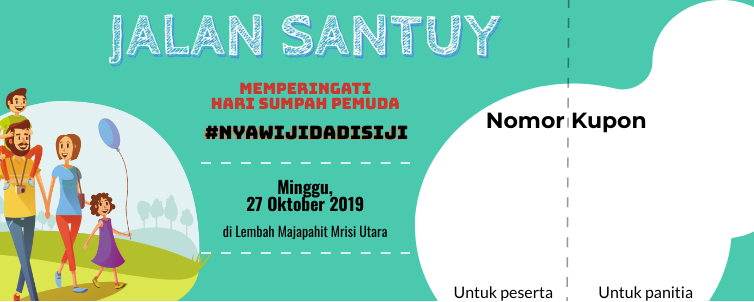 JALAN SANTUY
MEMPERINGATI
HARI SUMPAH PEMUDA
#NYAWIJIDADISIJI
Minggu,
27 Oktober 2019
di Lembah Majapahit Mrisi Utara
Nomor Kupon
Untuk peserta
Untuk panitia